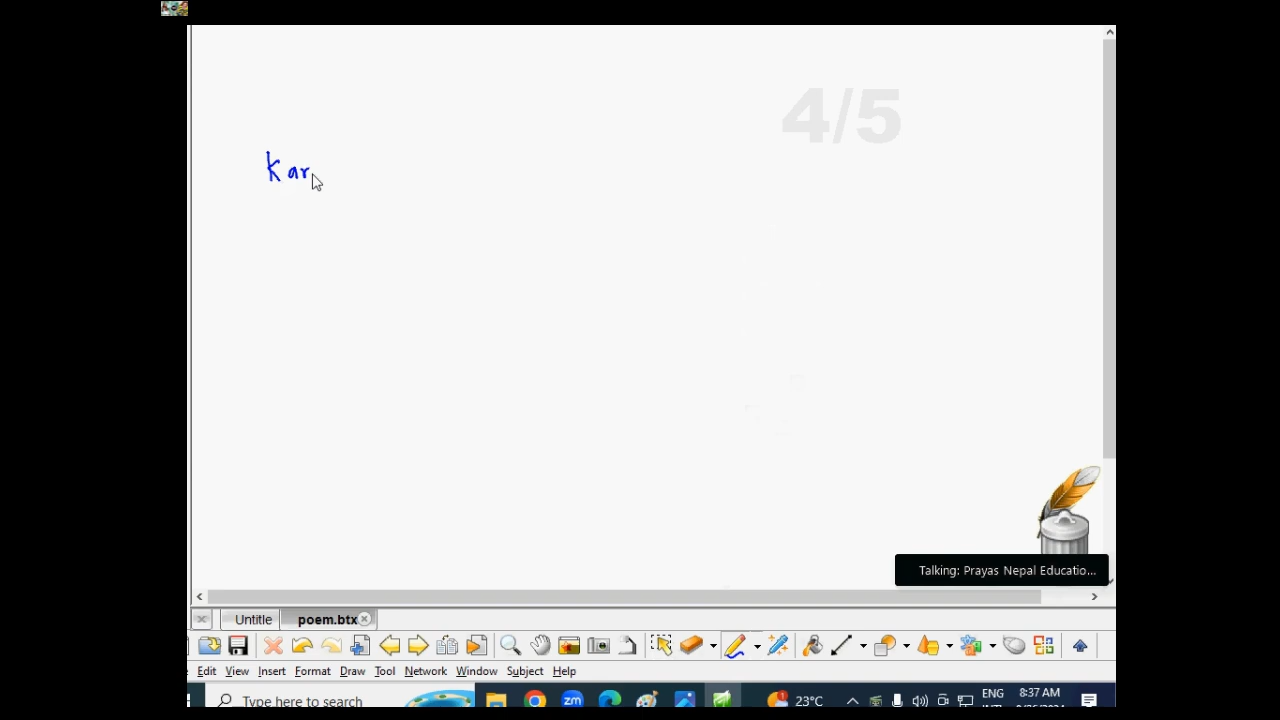 4/5
Kar
Talking: Prayas Nepal Educatio...
Untitle
poem.btx
Edit View Insert Format Draw Tool Network Window Subject Help
Type here to search
zm
23°C
ENG
8:37 AM